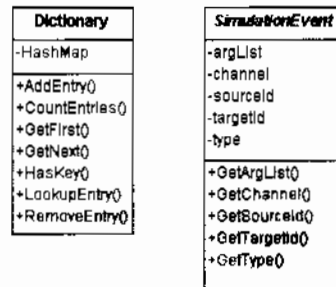 Dictionary
-HashMap
+AddEntry()
+CountEntries()
+GetFirst()
+GetNext()
+HasKey()
+LookupEntry()
+RemoveEntry()
SimulationEvent
-argList
-channel
-sourceId
-targetId
-type
+GetArgList()
+GetChannel()
+GetSourceId()
+GetTargetId()
+GetType()